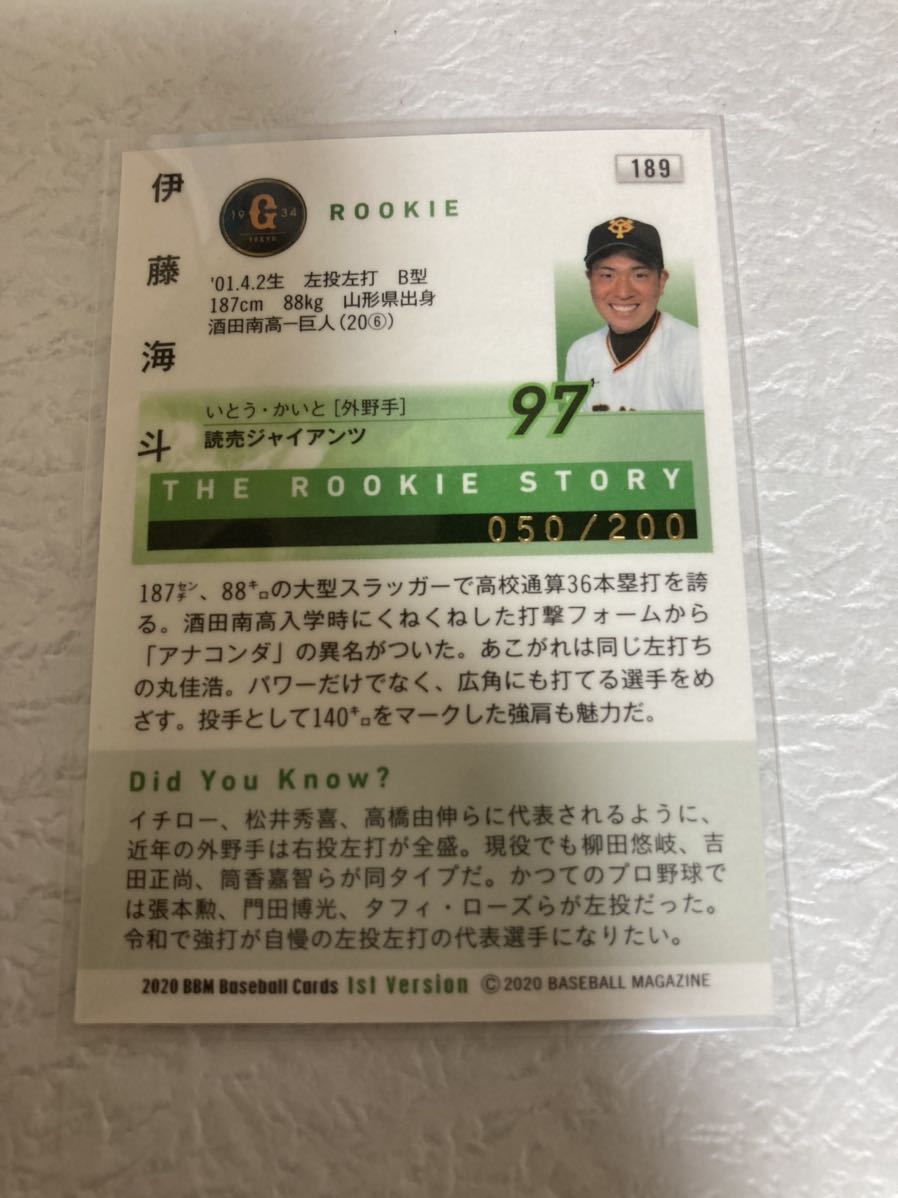 189
伊藤海斗
19 G 34
TOKYO
ROOKIE
'01.4.2生 左投左打 B型
187cm 88kg 山形県出身
酒田南高ー巨人(20⑥)
いとう・かいと[外野手]
読売ジャイアンツ
97
THE ROOKIE STORY
050/200
187㌢、88㌔の大型スラッガーで高校通算36本塁打を誇
る。酒田南高入学時にくねくねした打撃フォームから
「アナコンダ」の異名がついた。あこがれは同じ左打ち
の丸佳浩。パワーだけでなく、広角にも打てる選手をめ
ざす。投手として140㌔をマークした強肩も魅力だ。
Did You Know?
イチロー、松井秀喜、高橋由伸らに代表されるように、
近年の外野手は右投左打が全盛。現役でも柳田悠岐、吉
田正尚、筒香嘉智らが同タイプだ。かつてのプロ野球で
は張本勲、門田博光、タフィ・ローズらが左投だった。
令和で強打が自慢の左投左打の代表選手になりたい。
2020 BBM Baseball Cards 1st Version ©2020 BASEBALL MAGAZINE